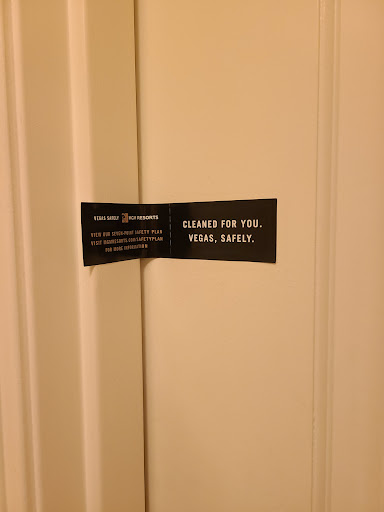 VEGAS SAFELY MGM RESORTS
VIEW OUR SEVEN-POINT SAFETY PLAN
VISIT MGMRESORTS.COM/SAFETYPLAN
FOR MORE INFORMATION
CLEANED FOR YOU.
VEGAS, SAFELY.